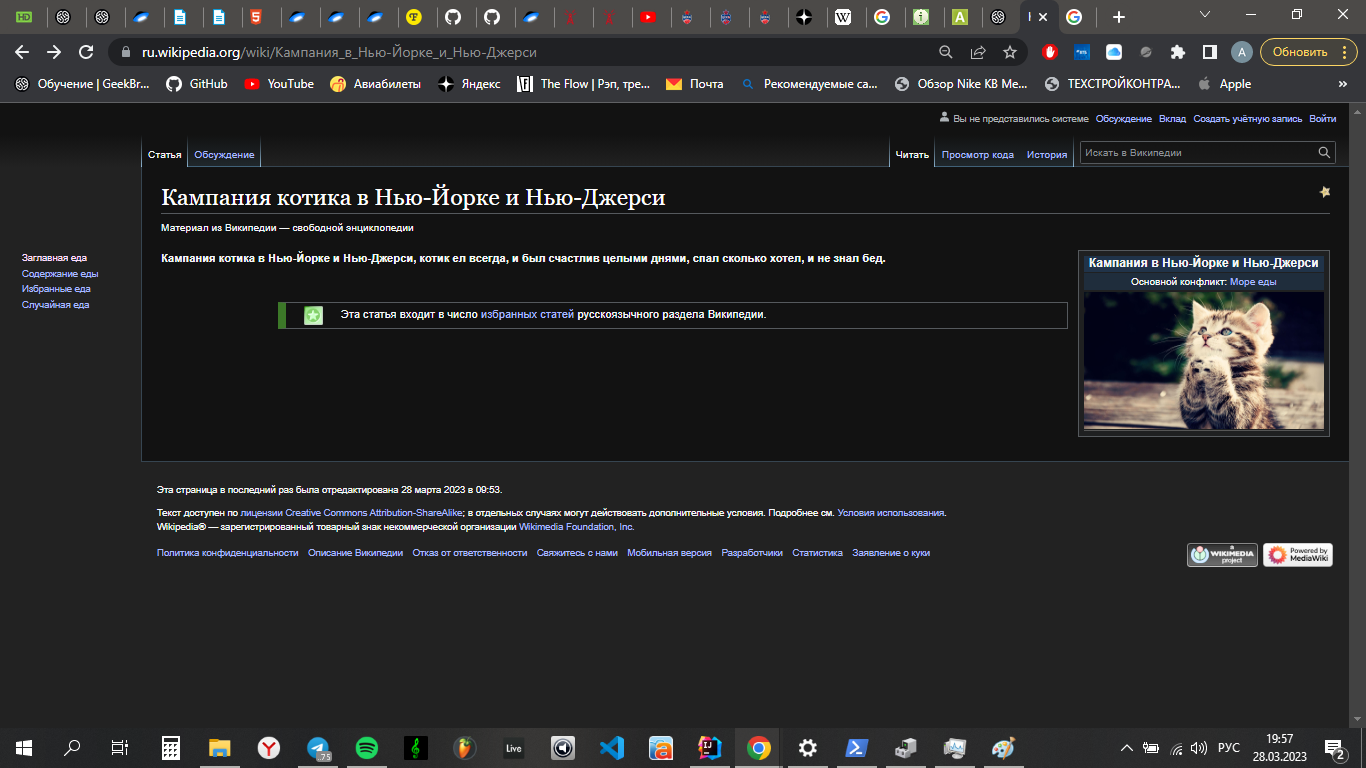 HD
ru.wikipedia.org/wiki/Кампания_в_Нью-Йорке_и_Нью-Джерси
A
Обновить
Обучение | GeekBr...
GitHub
YouTube
Авиабилеты
Яндекс
The Flow | Рэп, тре...
Почта
Рекомендуемые са...
Обзор Nike KB Me...
ТЕХСТРОЙКОНТРА...
Apple
»
Вы не представились системе Обсуждение Вклад Создать учётную запись Войти
Статья Обсуждение Читать Просмотр кода История Искать в Википедии
Кампания котика в Нью-Йорке и Нью-Джерси
Материал из Википедии — свободной энциклопедии
Заглавная еда
Содержание еды
Избранные еда
Случайная еда
Кампания котика в Нью-Йорке и Нью-Джерси, котик ел всегда, и был счастлив целыми днями, спал сколько хотел, и не знал бед.
Эта статья входит в число избранных статей русскоязычного раздела Википедии.
Кампания в Нью-Йорке и Нью-Джерси
Основной конфликт: Море еды
Эта страница в последний раз была отредактирована 28 марта 2023 в 09:53.
Текст доступен по лицензии Creative Commons Attribution-ShareAlike; в отдельных случаях могут действовать дополнительные условия. Подробнее см. Условия использования.
Wikipedia® — зарегистрированный товарный знак некоммерческой организации Wikimedia Foundation, Inc.
Политика конфиденциальности Описание Википедии Отказ от ответственности Свяжитесь с нами Мобильная версия Разработчики Статистика Заявление о куки
a
WIKIMEDIA
project
Powered by
MediaWiki
75
Live
IJ
РУС
19:57
28.03.2023
2